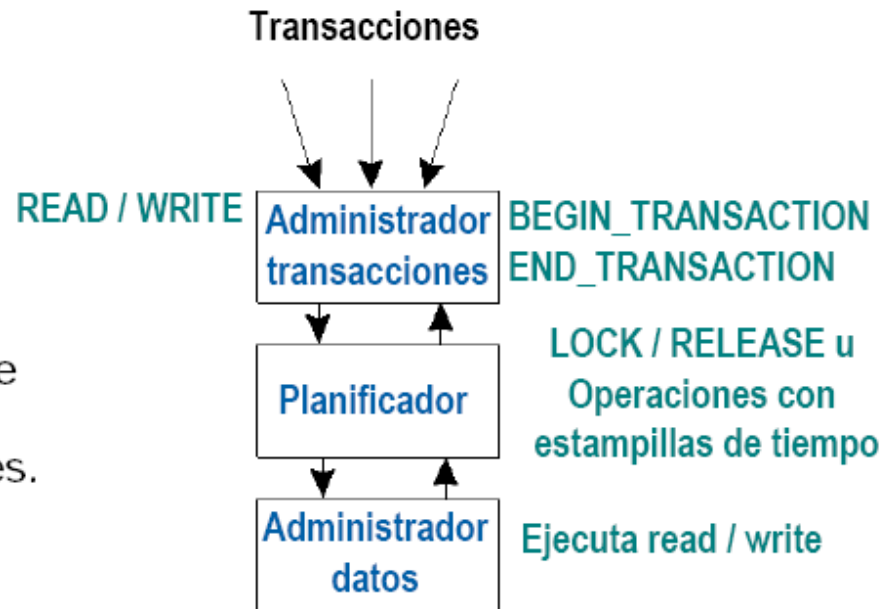 Transacciones
READ / WRITE
Administrador
transacciones
BEGIN_TRANSACTION
END_TRANSACTION
e
es.
Planificador
LOCK / RELEASE u
Operaciones con
estampillas de tiempo
Administrador
datos
Ejecuta read / write